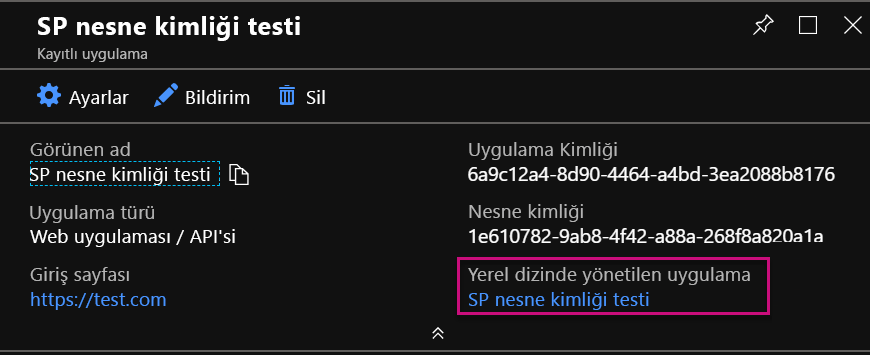 SP nesne kimliği testi
Kayıtlı uygulama
Ayarlar Bildirim Sil
Görünen ad
SP nesne kimliği testi
Uygulama türü
Web uygulaması / API'si
Giriş sayfası
https://test.com
Uygulama Kimliği
6a9c12a4-8d90-4464-a4bd-3ea2088b8176
Nesne kimliği
1e610782-9ab8-4f42-a88a-268f8a820a1a
Yerel dizinde yönetilen uygulama
SP nesne kimliği testi